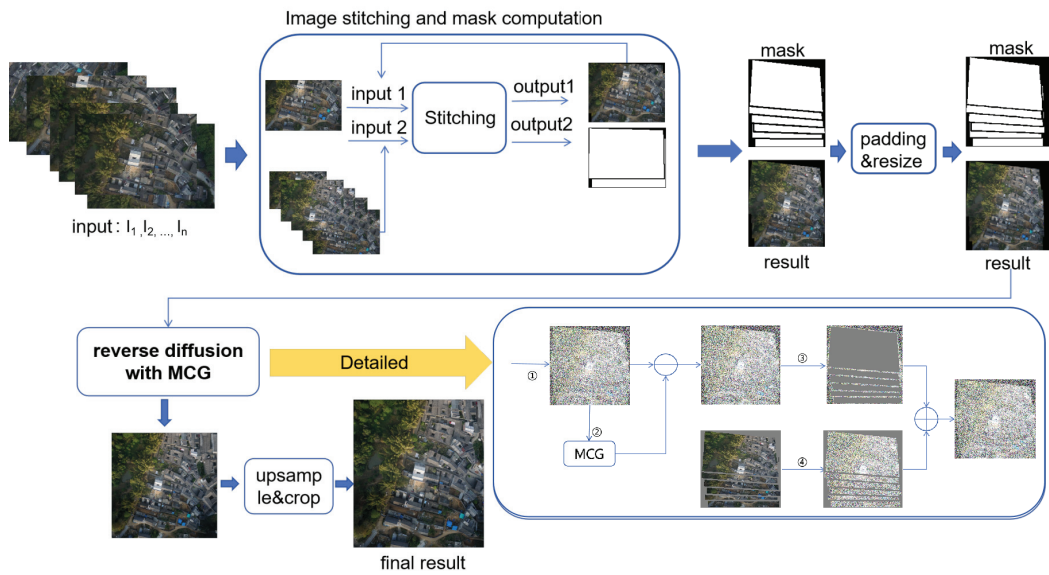 Image stitching and mask computation
input 1
input 2
Stitching
output1
output2
input : I1 ,I2, ..., In
mask
result
padding
&resize
mask
result
reverse diffusion
with MCG
Detailed
①
②
MCG
③
④
upsamp
le&crop
final result